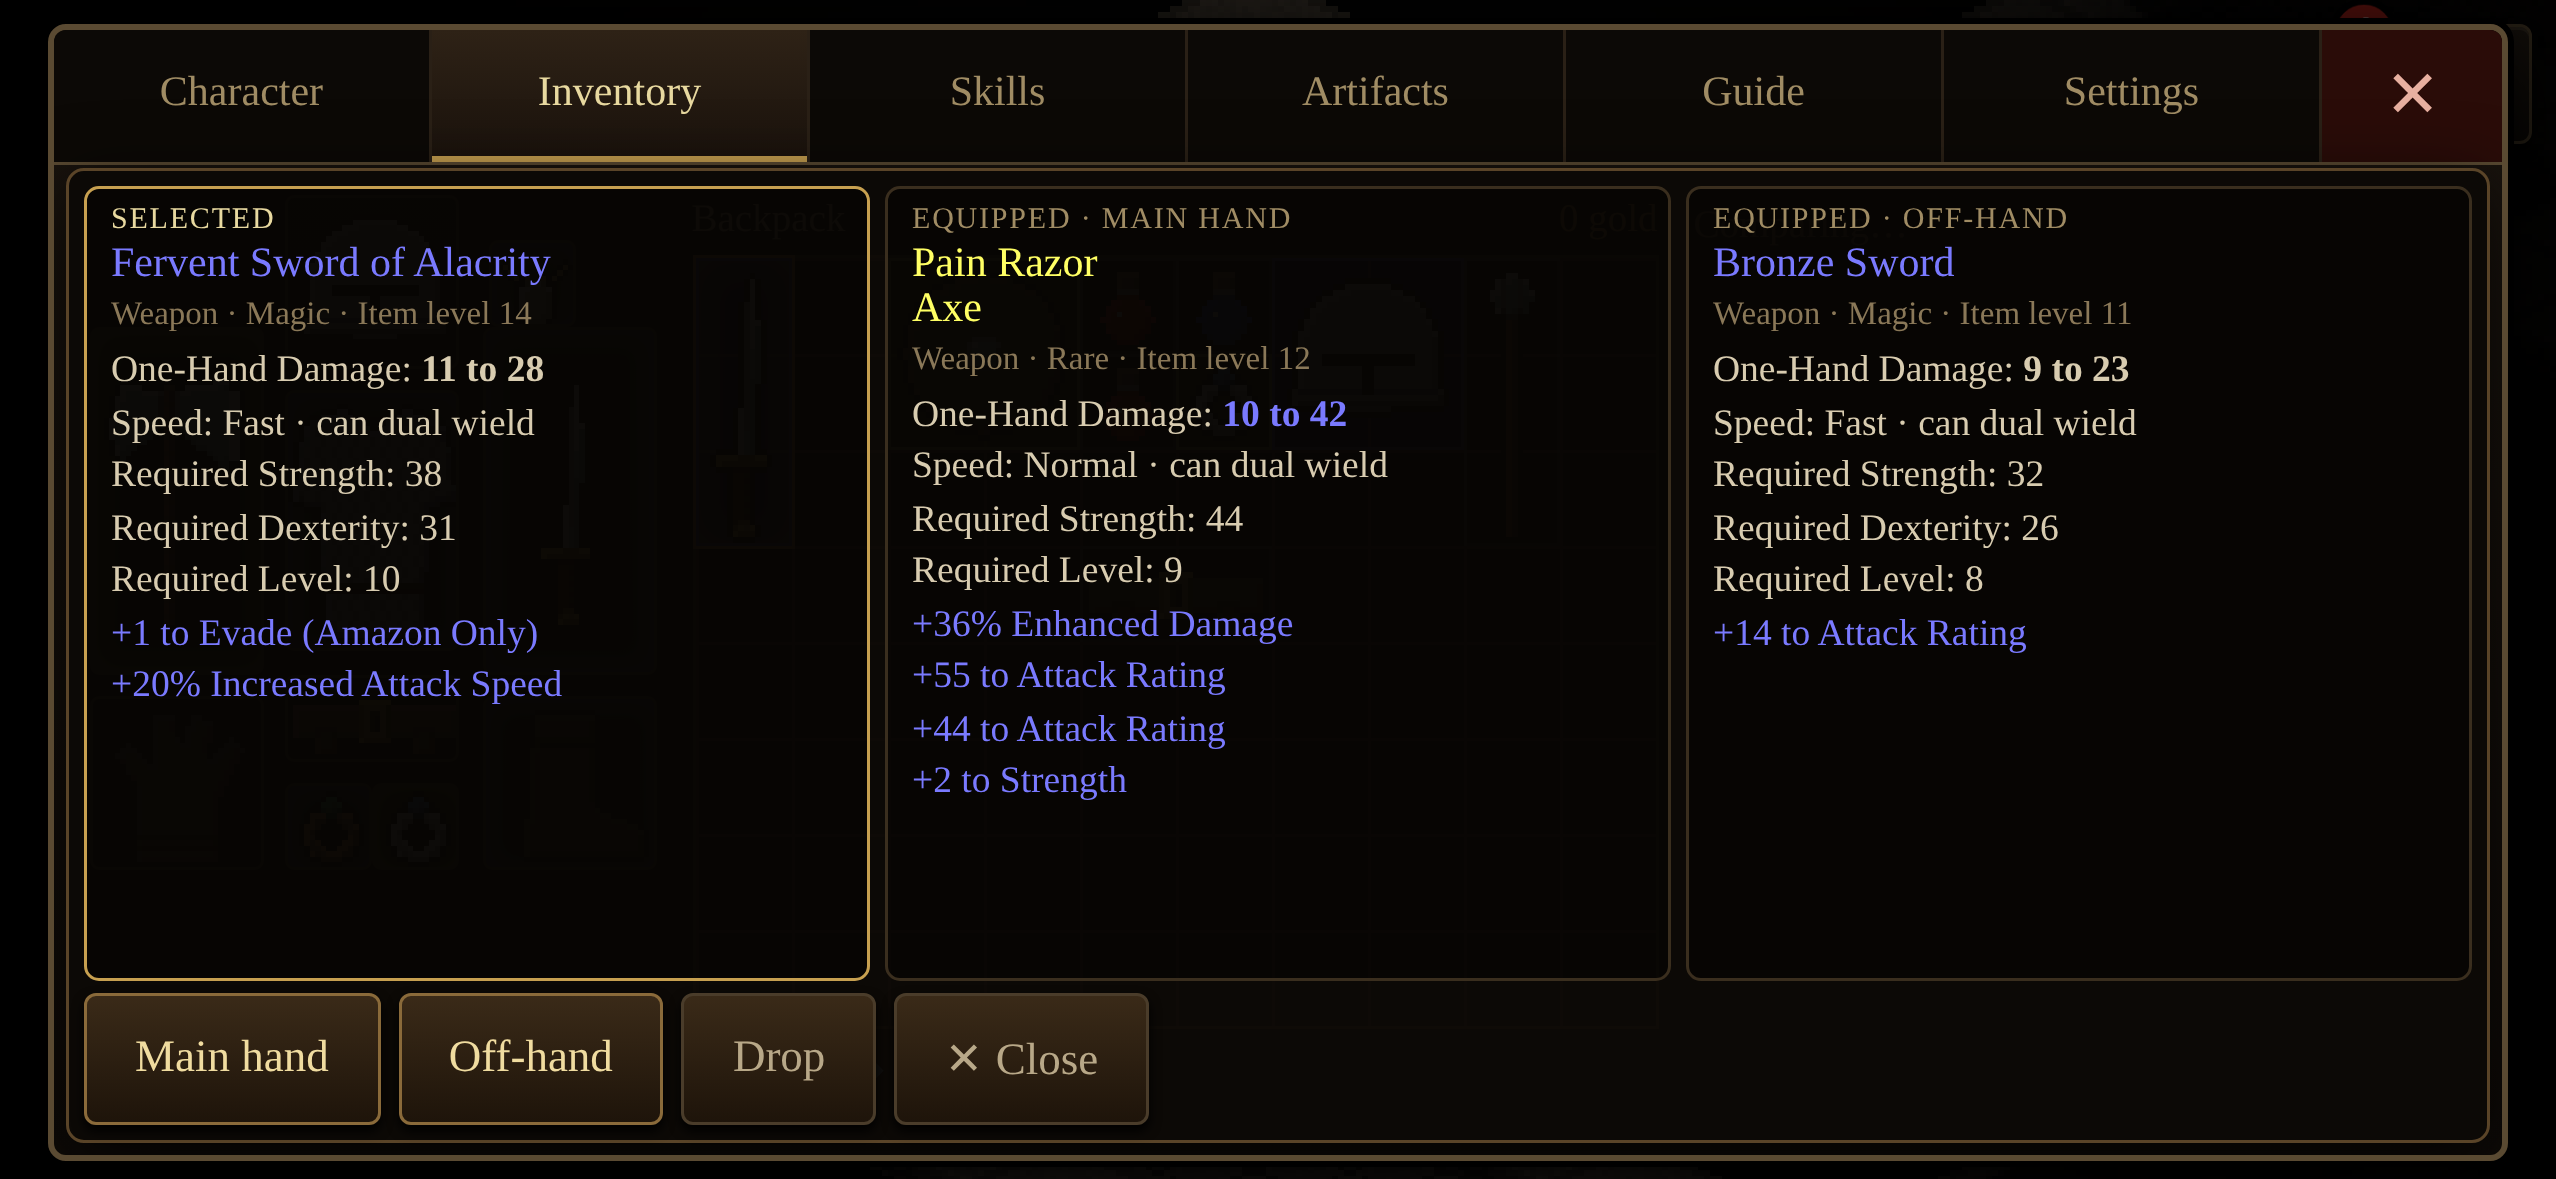 Character
Inventory
Skills
Artifacts
Guide
Settings
✕
SELECTED
Fervent Sword of Alacrity
Weapon · Magic · Item level 14
One-Hand Damage: 11 to 28
Speed: Fast · can dual wield
Required Strength: 38
Required Dexterity: 31
Required Level: 10
+1 to Evade (Amazon Only)
+20% Increased Attack Speed
Backpack
EQUIPPED · MAIN HAND
0 gold
Pain Razor
Axe
Weapon · Rare · Item level 12
One-Hand Damage: 10 to 42
Speed: Normal · can dual wield
Required Strength: 44
Required Level: 9
+36% Enhanced Damage
+55 to Attack Rating
+44 to Attack Rating
+2 to Strength
EQUIPPED · OFF-HAND
Bronze Sword
Weapon · Magic · Item level 11
One-Hand Damage: 9 to 23
Speed: Fast · can dual wield
Required Strength: 32
Required Dexterity: 26
Required Level: 8
+14 to Attack Rating
Main hand
Off-hand
Drop
✕ Close